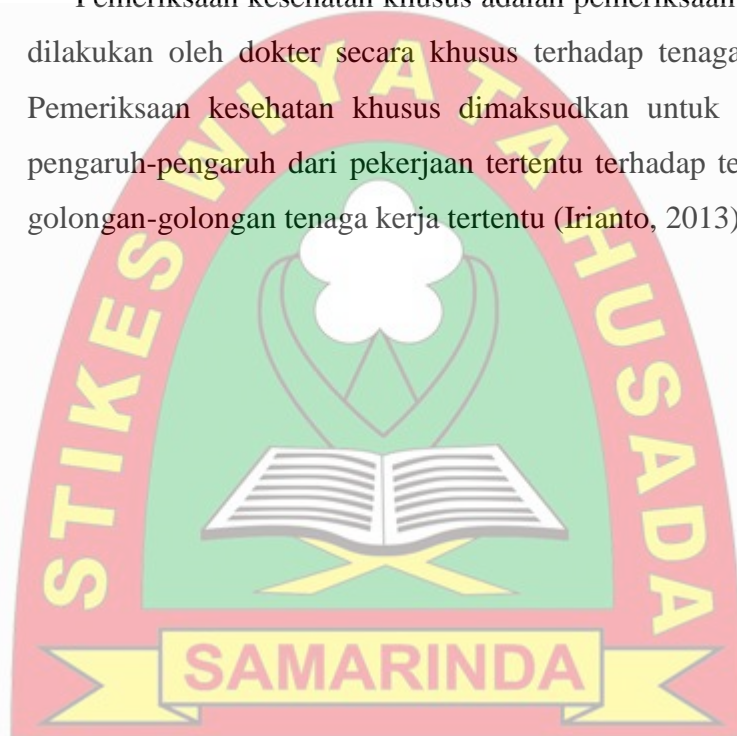 Pemeriksaan kesehatan khusus adalah pemeriksaan
dilakukan oleh dokter secara khusus terhadap tenaga
Pemeriksaan kesehatan khusus dimaksudkan untuk
pengaruh-pengaruh dari pekerjaan tertentu terhadap te
golongan-golongan tenaga kerja tertentu (Irianto, 2013)
STIKES WIYATA HUSADA
SAMARINDA